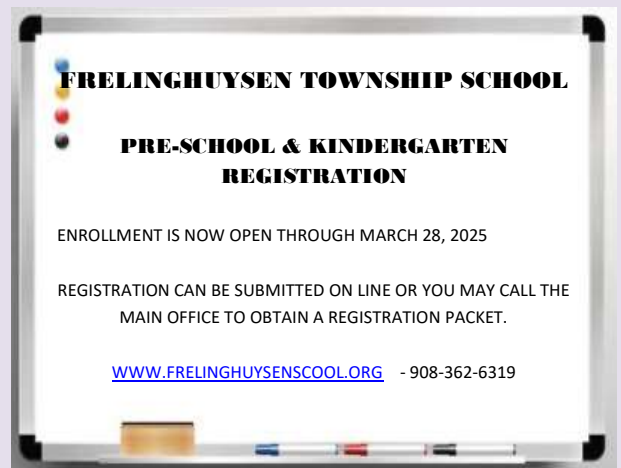 FRELINGHUYSEN TOWNSHIP SCHOOL
PRE-SCHOOL & KINDERGARTEN
REGISTRATION
ENROLLMENT IS NOW OPEN THROUGH MARCH 28, 2025
REGISTRATION CAN BE SUBMITTED ON LINE OR YOU MAY CALL THE
MAIN OFFICE TO OBTAIN A REGISTRATION PACKET.
WWW.FRELINGHUYSENSCOOL.ORG - 908-362-6319